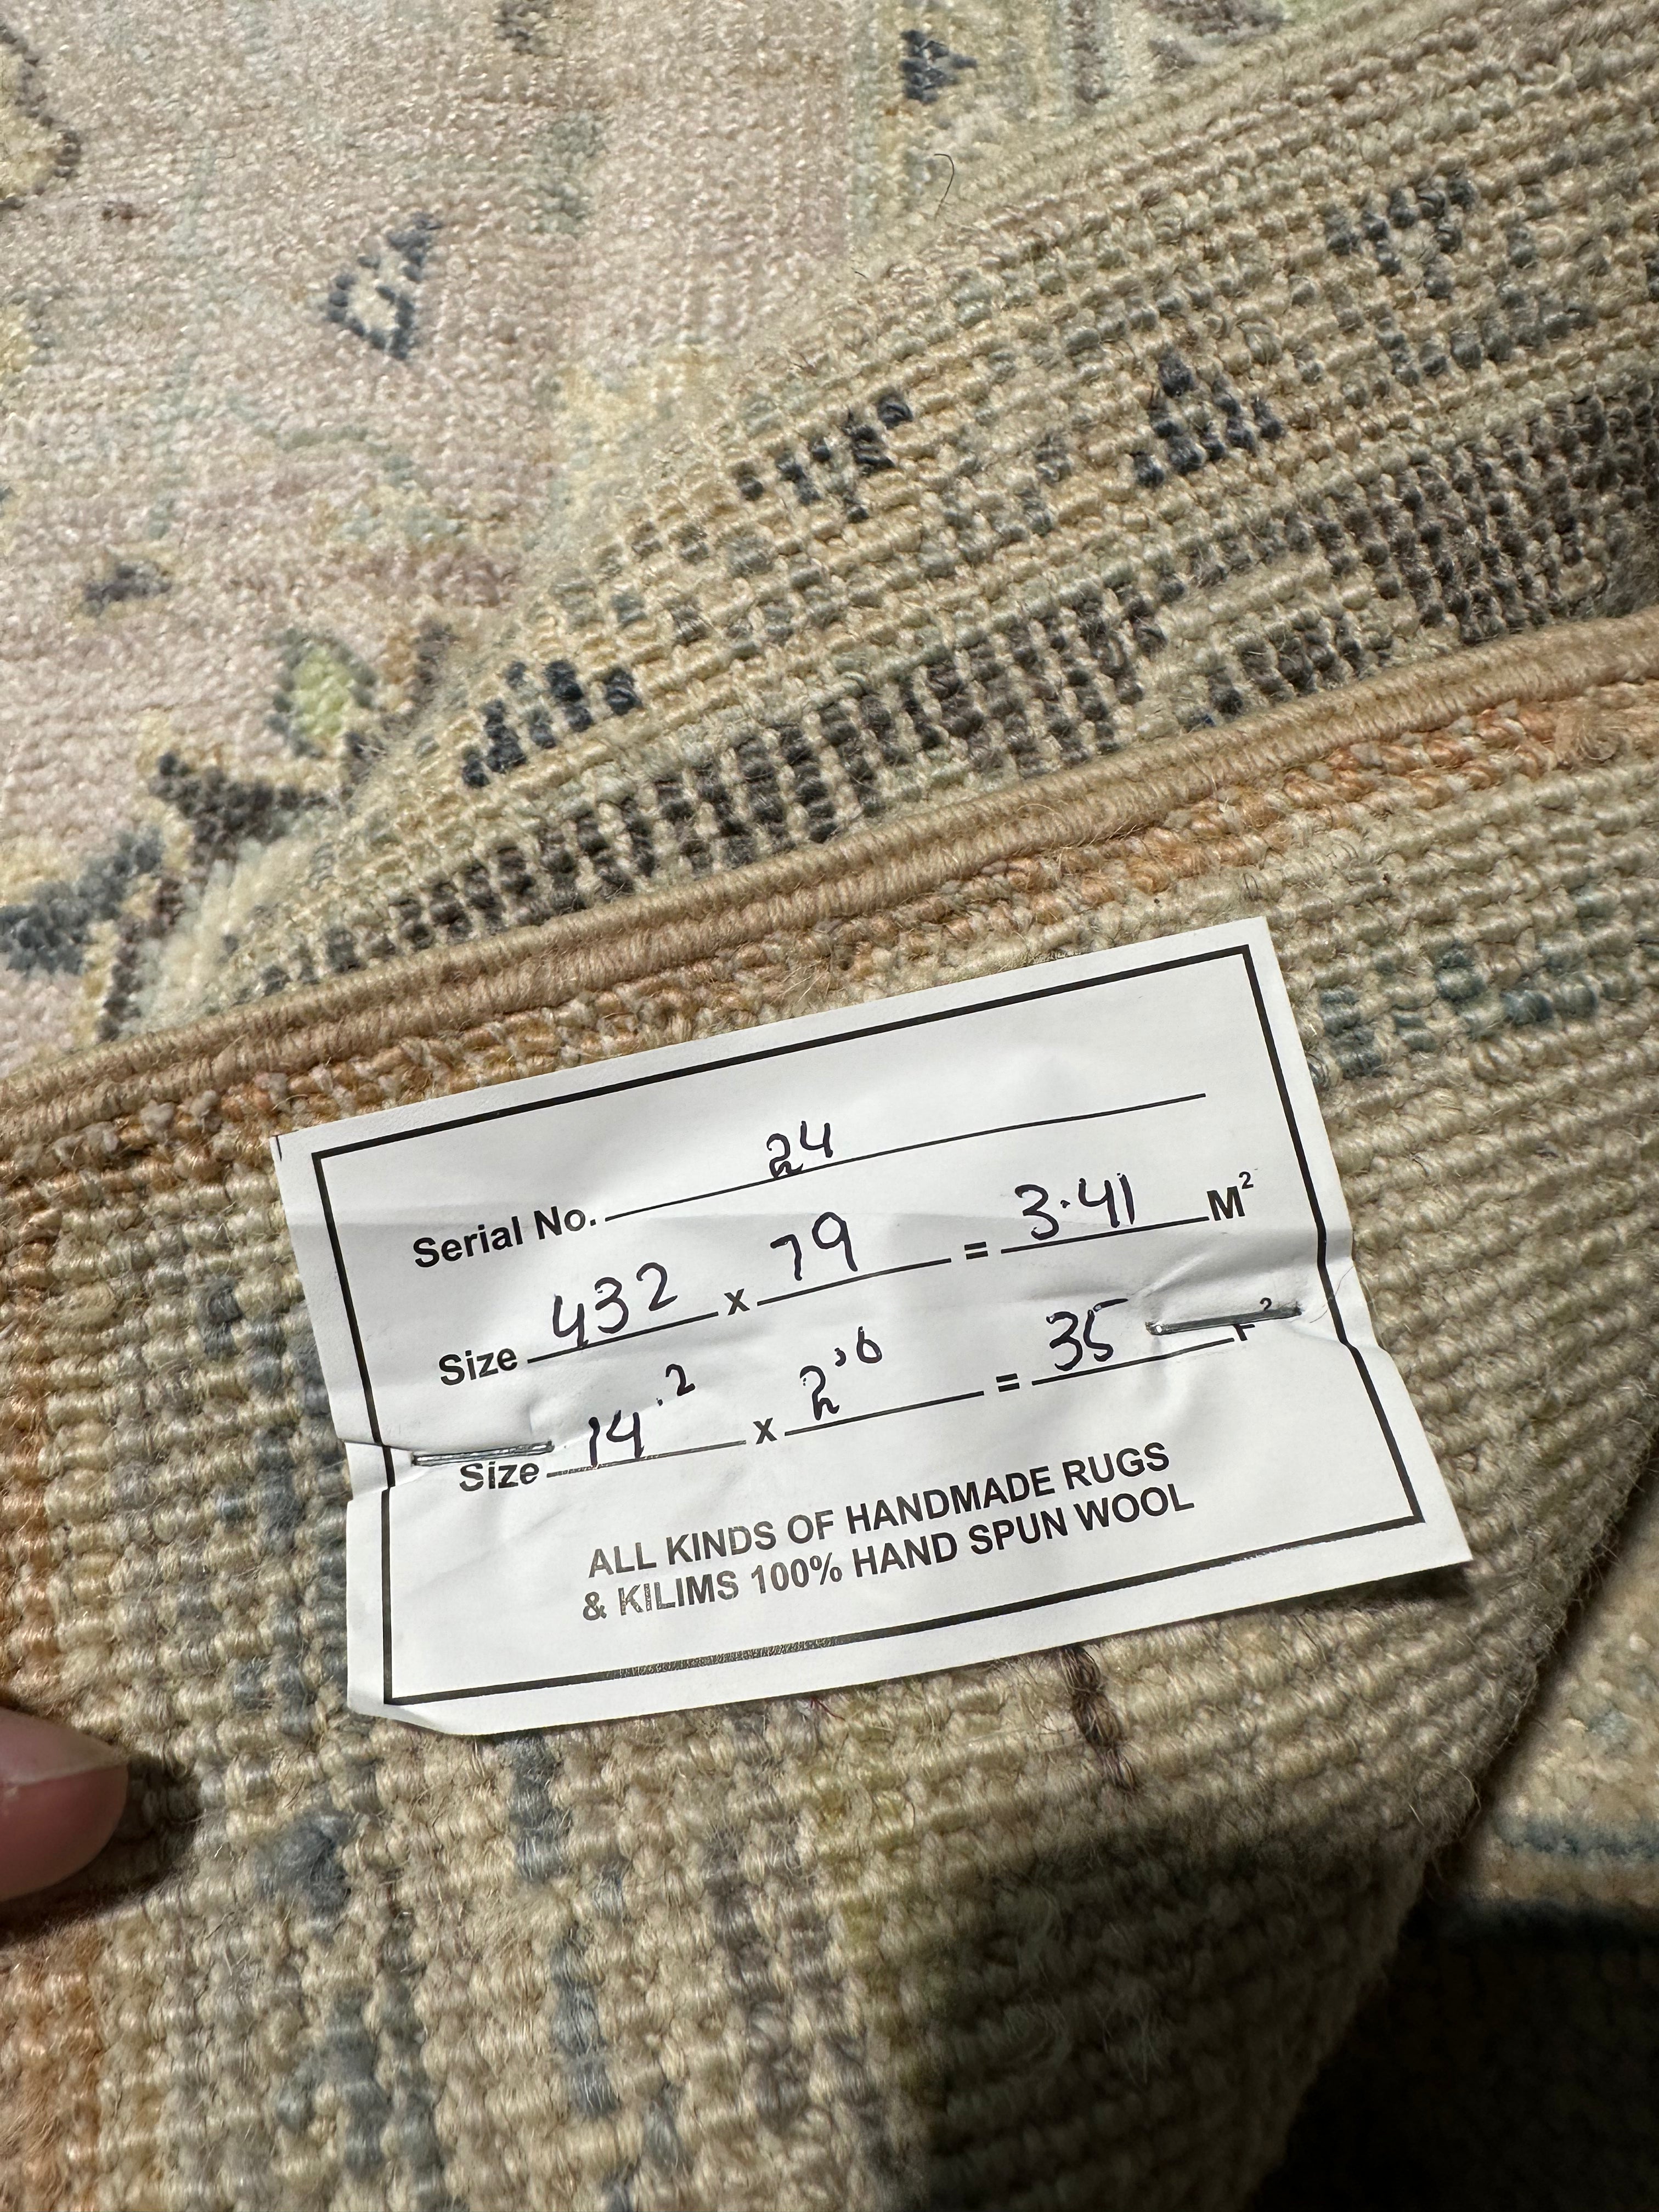 Serial No. 24
Size 432 x 79 = 3.41 M²
Size 14.2 x 2'6 = 35 F²
ALL KINDS OF HANDMADE RUGS
& KILIMS 100% HAND SPUN WOOL